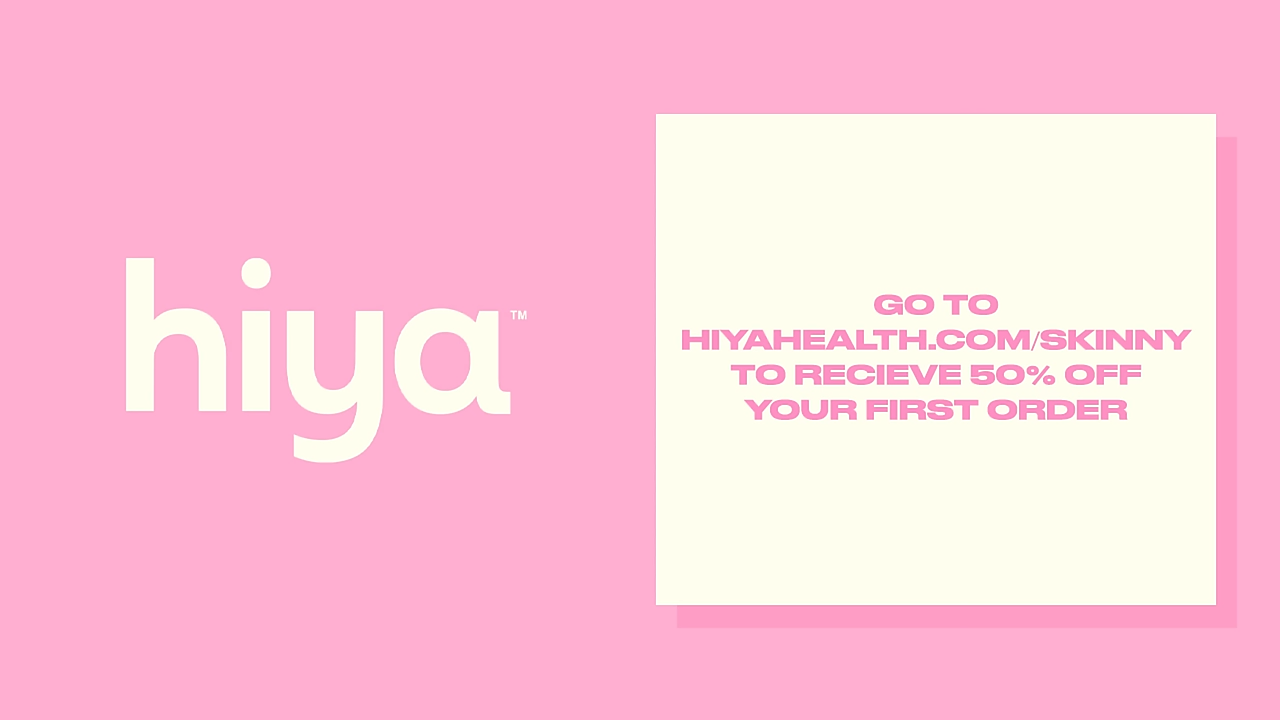 hiya™
GO TO
HIYAHEALTH.COM/SKINNY
TO RECIEVE 50% OFF
YOUR FIRST ORDER